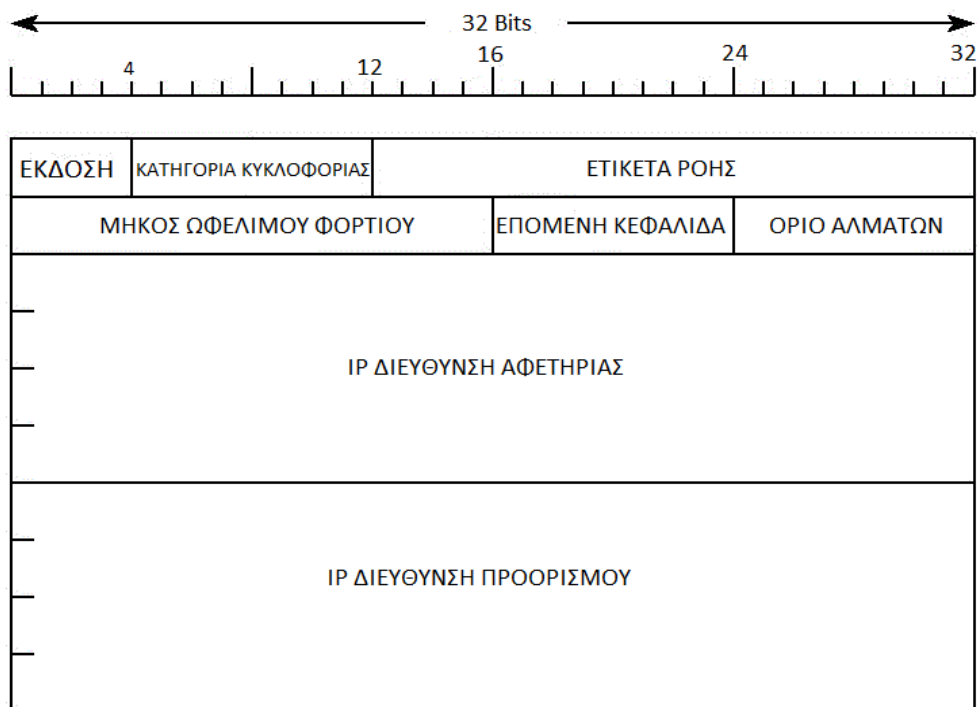 32 Bits
4 12 16 24 32
ΕΚΔΟΣΗ ΚΑΤΗΓΟΡΙΑ ΚΥΚΛΟΦΟΡΙΑΣ ΕΤΙΚΕΤΑ ΡΟΗΣ
ΜΗΚΟΣ ΩΦΕΛΙΜΟΥ ΦΟΡΤΙΟΥ ΕΠΟΜΕΝΗ ΚΕΦΑΛΙΔΑ ΟΡΙΟ ΑΛΜΑΤΩΝ
IP ΔΙΕΥΘΥΝΣΗ ΑΦΕΤΗΡΙΑΣ
IP ΔΙΕΥΘΥΝΣΗ ΠΡΟΟΡΙΣΜΟΥ